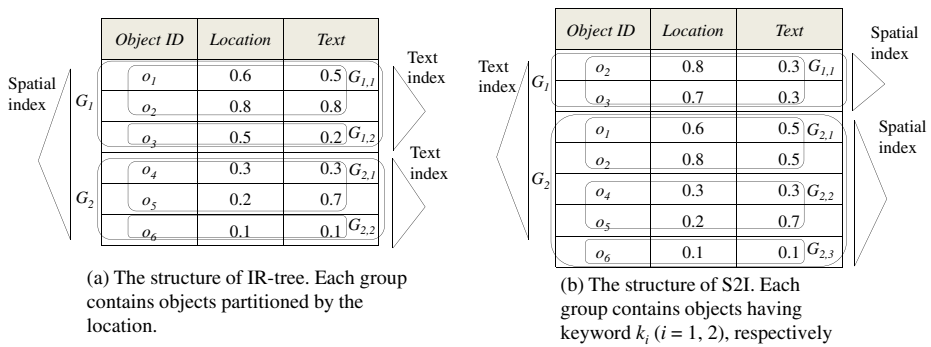 Object ID Location Text
Spatial index
Text index
Text index
G1
o1 0.6 0.5 G1,1
o2 0.8 0.8
o3 0.5 0.2 G1,2
G2
o4 0.3 0.3 G2,1
o5 0.2 0.7
o6 0.1 0.1 G2,2
(a) The structure of IR-tree. Each group
contains objects partitioned by the
location.
Object ID Location Text
Text index
Spatial index
Spatial index
G1
o2 0.8 0.3 G1,1
o3 0.7 0.3
G2
o1 0.6 0.5 G2,1
o2 0.8 0.5
o4 0.3 0.3 G2,2
o5 0.2 0.7
o6 0.1 0.1 G2,3
(b) The structure of S2I. Each
group contains objects having
keyword ki (i = 1, 2), respectively